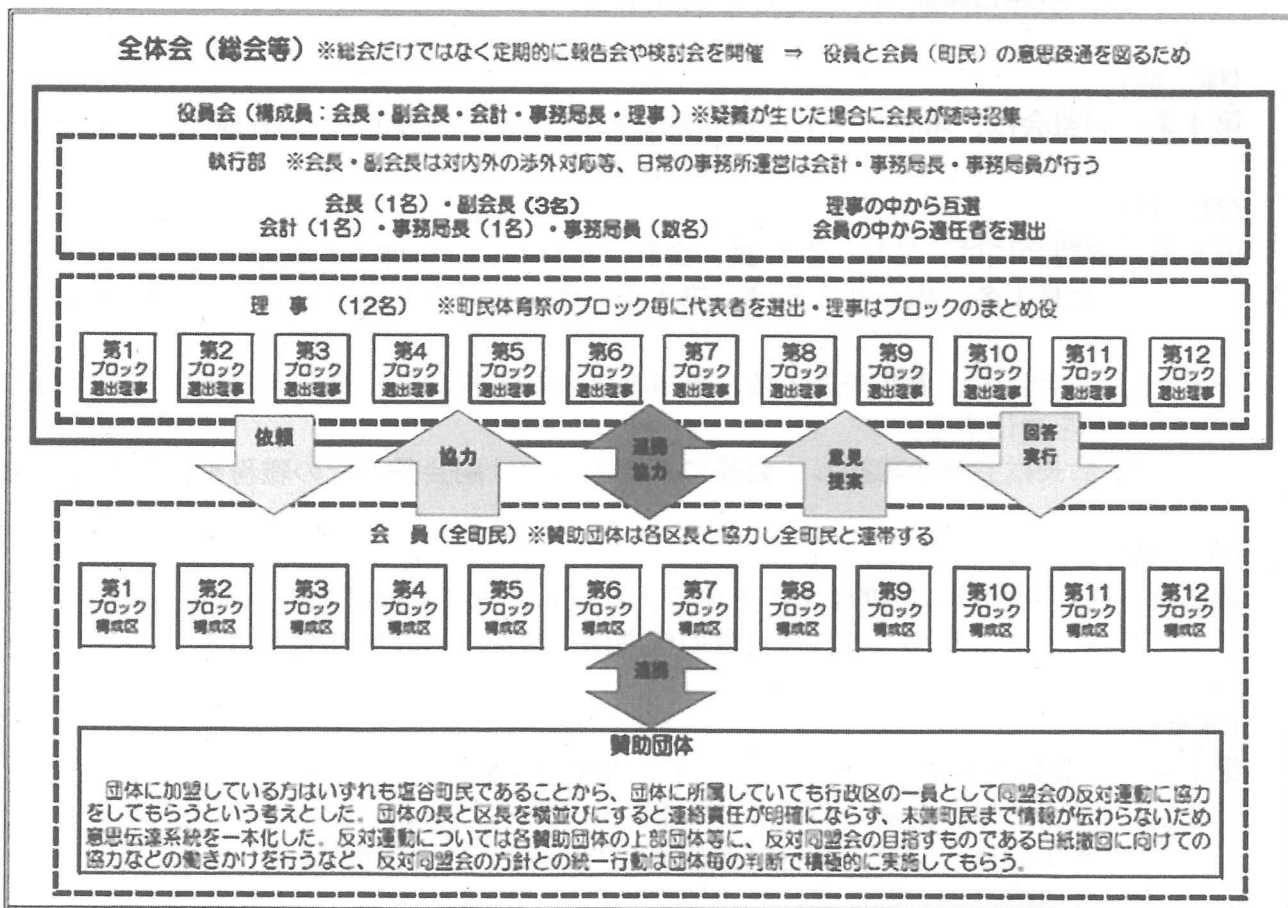 全体会（総会等）※総会だけではなく定期的に報告会や検討会を開催 ⇒ 役員と会員（町民）の意思疎通を図るため
役員会（構成員：会長・副会長・会計・事務局長・理事）※疑義が生じた場合に会長が随時招集
執行部 ※会長・副会長は対内外の渉外対応等、日常の事務所運営は会計・事務局長・事務局員が行う
会長（1名）・副会長（3名） 理事の中から互選
会計（1名）・事務局長（1名）・事務局員（数名） 会員の中から適任者を選出
理 事 （12名） ※町民体育祭のブロック毎に代表者を選出・理事はブロックのまとめ役
第1 第2 第3 第4 第5 第6 第7 第8 第9 第10 第11 第12
ブロック ブロック ブロック ブロック ブロック ブロック ブロック ブロック ブロック ブロック ブロック ブロック
選出理事 選出理事 選出理事 選出理事 選出理事 選出理事 選出理事 選出理事 選出理事 選出理事 選出理事 選出理事
依頼
協力
連携
協力
意見
提案
回答
実行
会 員（全町民）※賛助団体は各区長と協力し全町民と連帯する
第1 第2 第3 第4 第5 第6 第7 第8 第9 第10 第11 第12
ブロック ブロック ブロック ブロック ブロック ブロック ブロック ブロック ブロック ブロック ブロック ブロック
構成区 構成区 構成区 構成区 構成区 構成区 構成区 構成区 構成区 構成区 構成区 構成区
連携
賛助団体
団体に加盟している方はいずれも塩谷町民であることから、団体に所属していても行政区の一員として同盟会の反対運動に協力
をしてもらうという考えとした。団体の長と区長を横並びにすると連絡責任が明確にならず、末端町民まで情報が伝わらないため
意思伝達系統を一本化した。反対運動については各賛助団体の上部団体等に、反対同盟会の目指すものである白紙撤回に向けての
協力などの働きかけを行うなど、反対同盟会の方針との統一行動は団体毎の判断で積極的に実施してもらう。